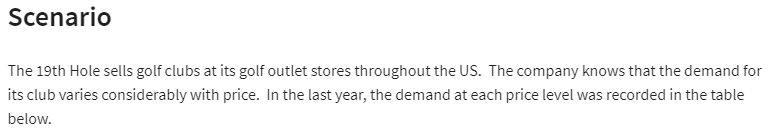 Scenario
The 19th Hole sells golf clubs at its golf outlet stores throughout the US. The company knows that the demand for
its club varies considerably with price. In the last year, the demand at each price level was recorded in the table
below.